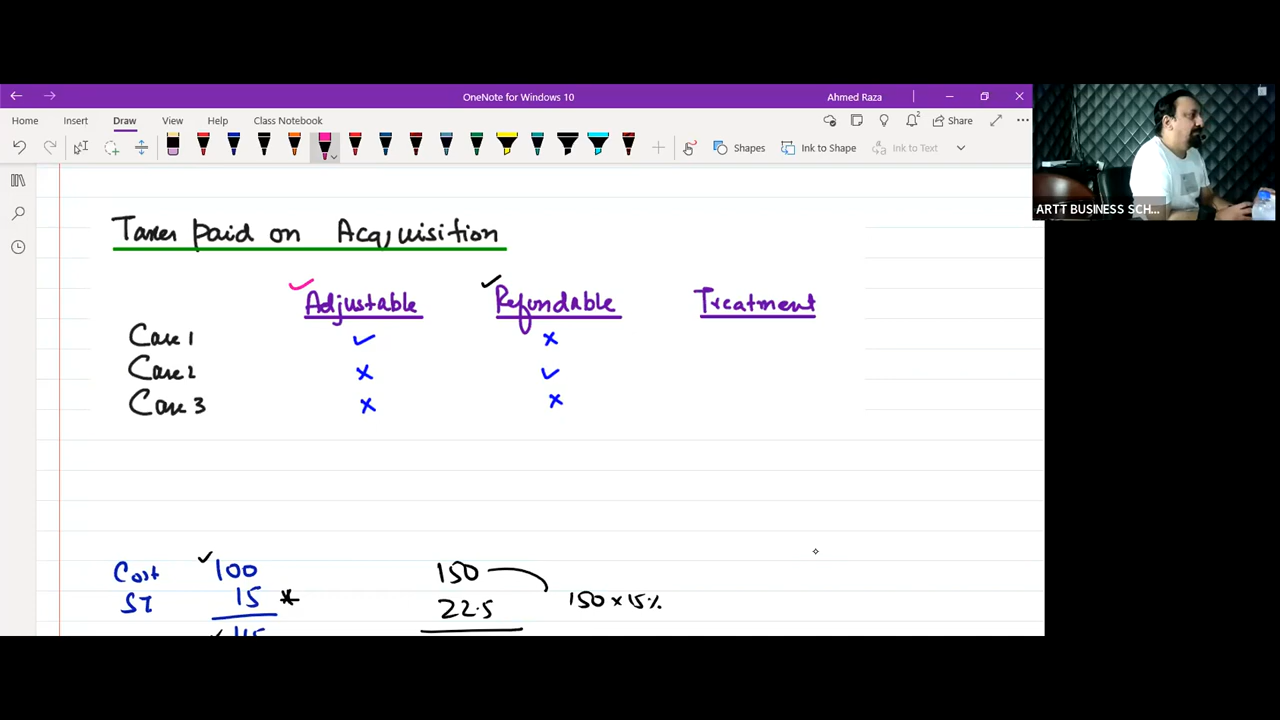 OneNote for Windows 10
Ahmed Raza
Home Insert Draw View Help Class Notebook
Share
Shapes
Ink to Shape
Ink to Text
ARTT BUSINESS SCH...
Taxes paid on Acquisition
✓ Adjustable ✓ Refundable Treatment
Case 1 ✓ ×
Case 2 × ✓
Case 3 × ×
Cost ✓ 100 150
ST 15 * 22.5 150 × 15%